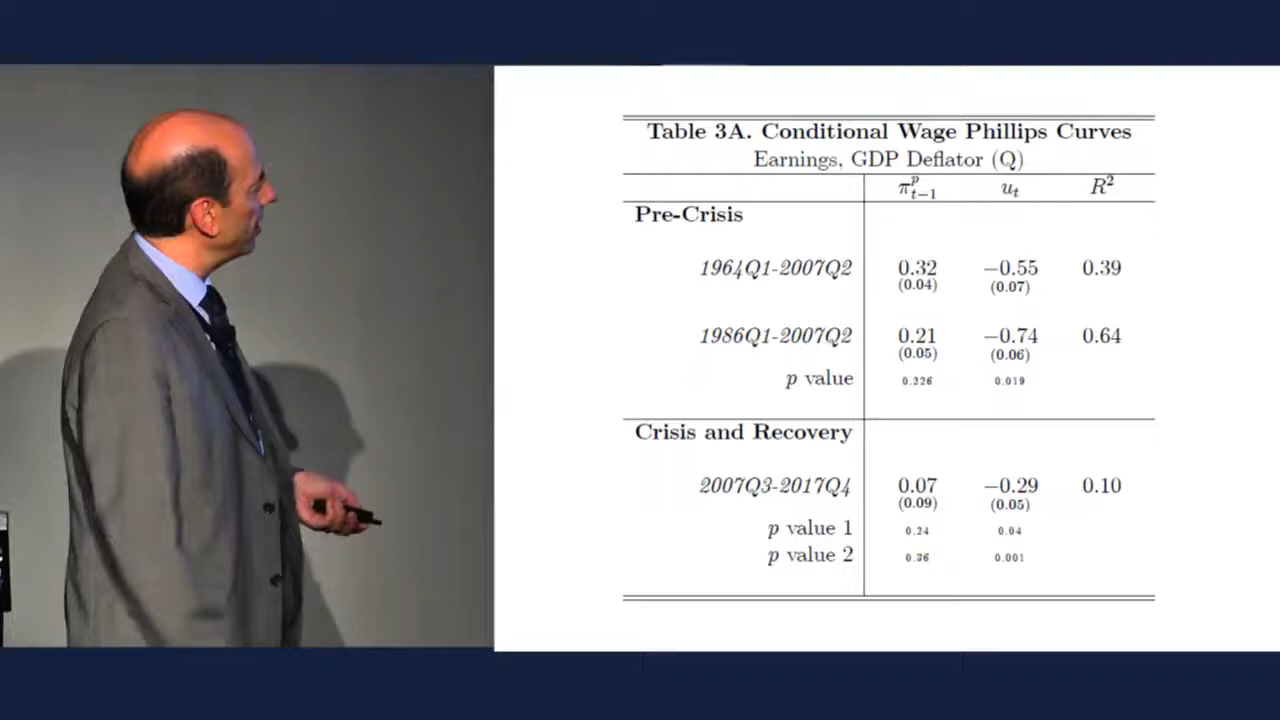 Table 3A. Conditional Wage Phillips Curves
Earnings, GDP Deflator (Q)
π^p_{t−1} u_t R^2
Pre-Crisis
1964Q1-2007Q2 0.32 −0.55 0.39
(0.04) (0.07)
1986Q1-2007Q2 0.21 −0.74 0.64
(0.05) (0.06)
p value 0.226 0.019
Crisis and Recovery
2007Q3-2017Q4 0.07 −0.29 0.10
(0.09) (0.05)
p value 1 0.24 0.04
p value 2 0.36 0.001